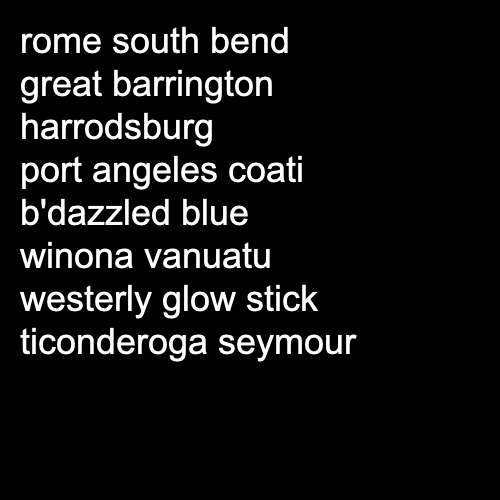 rome south bend
great barrington
harrodsburg
port angeles coati
b'dazzled blue
winona vanuatu
westerly glow stick
ticonderoga seymour